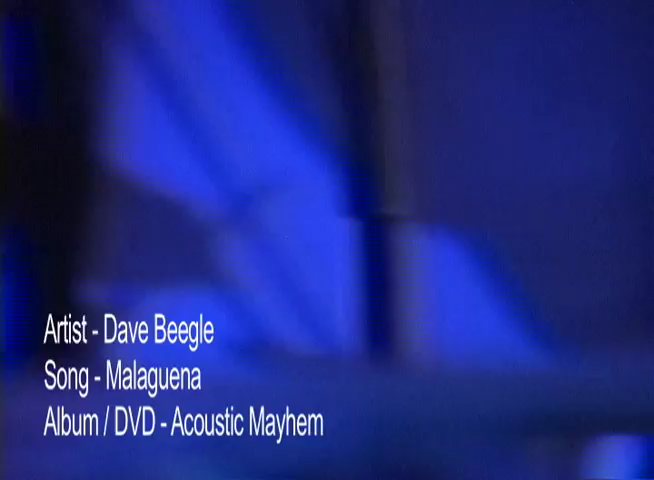 Artist - Dave Beegle
Song - Malaguena
Album / DVD - Acoustic Mayhem